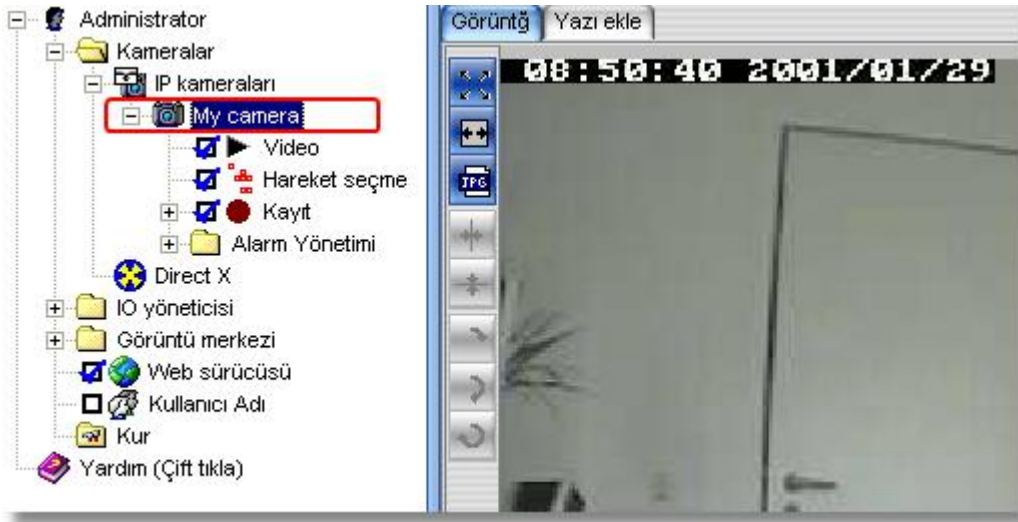 Administrator
Kameralar
IP kameraları
My camera
Video
Hareket seçme
Kayıt
Alarm Yönetimi
Direct X
IO yöneticisi
Görüntü merkezi
Web sürücüsü
Kullanıcı Adı
Kur
Yardım (Çift tıkla)
Görüntğ Yazı ekle
08:50:40 2001/01/29
JPG